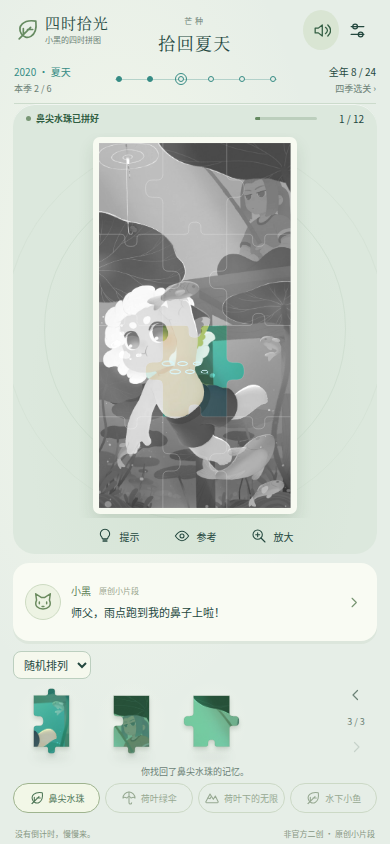 四时拾光
小黑的四时拼图
芒种
拾回夏天
2020 · 夏天
本季 2 / 6
全年 8 / 24
四季选关 ›
鼻尖水珠已拼好
1 / 12
提示
参考
放大
小黑 原创小片段
师父，雨点跑到我的鼻子上啦！
随机排列
3 / 3
你找回了鼻尖水珠的记忆。
鼻尖水珠
荷叶绿伞
荷叶下的无限
水下小鱼
没有倒计时，慢慢来。
非官方二创 · 原创小片段